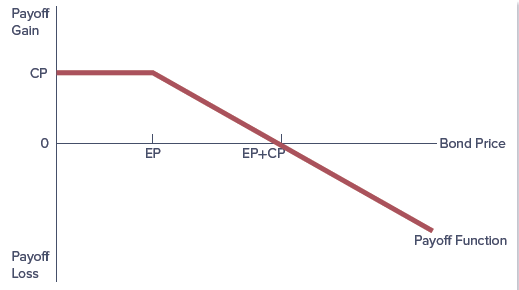 Payoff
Gain
CP
0
Bond Price
EP
EP+CP
Payoff Function
Payoff
Loss